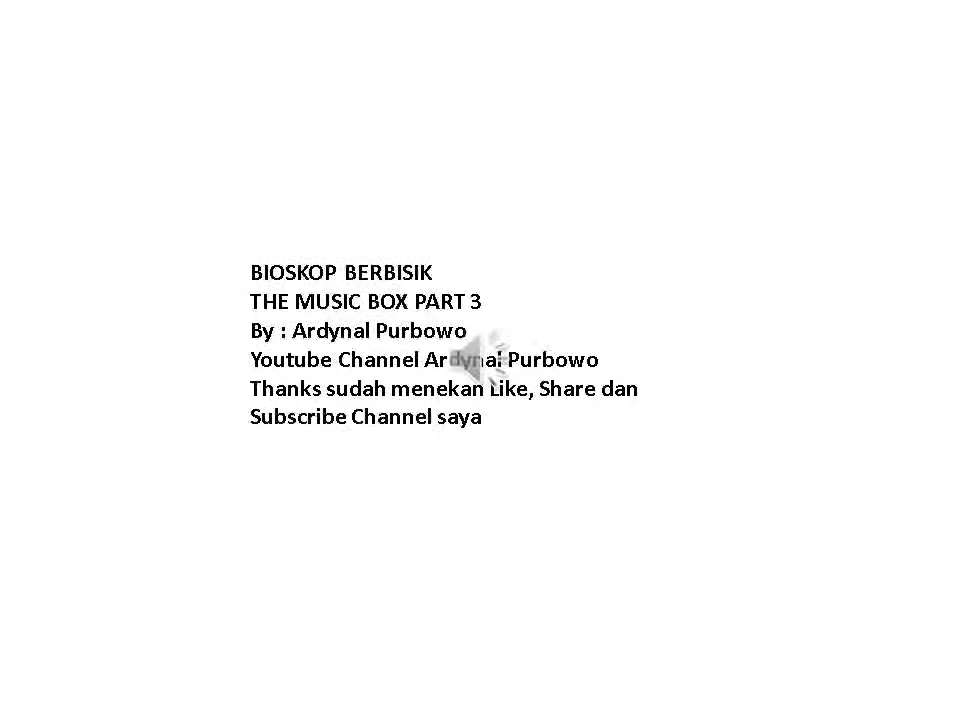 BIOSKOP BERBISIK
THE MUSIC BOX PART 3
By : Ardynal Purbowo
Youtube Channel Ardynal Purbowo
Thanks sudah menekan Like, Share dan
Subscribe Channel saya